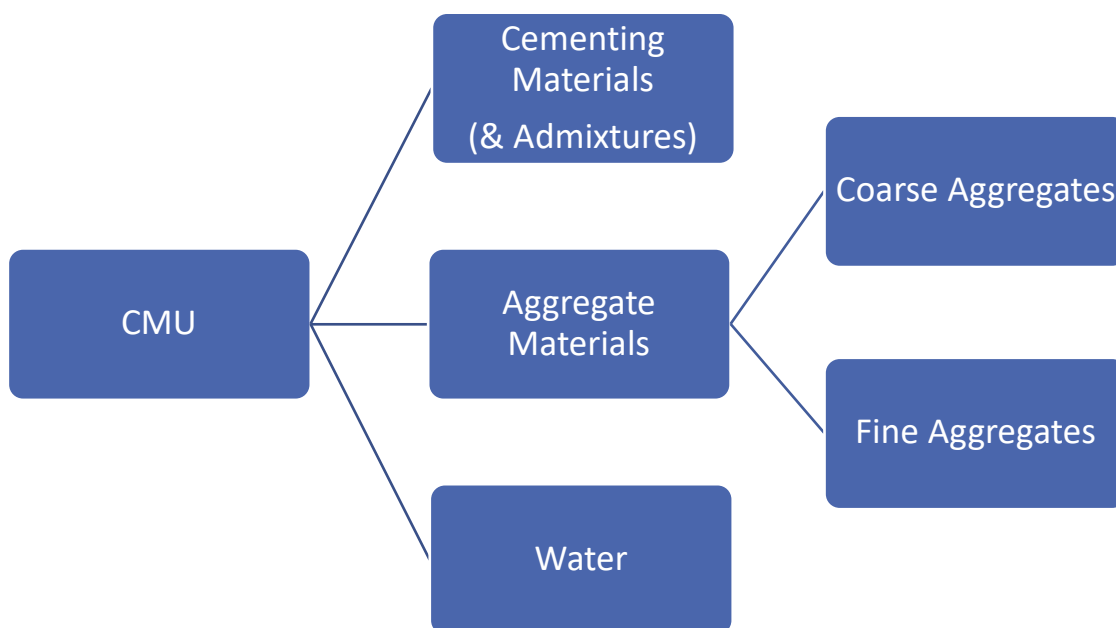 Cementing
Materials
(& Admixtures)
Coarse Aggregates
CMU
Aggregate
Materials
Fine Aggregates
Water